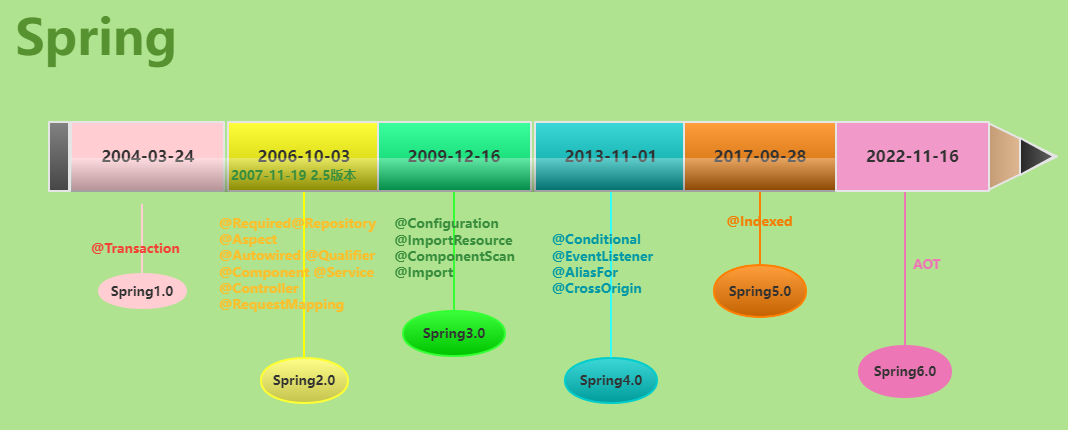 Spring
2004-03-24
2006-10-03
2007-11-19 2.5版本
2009-12-16
2013-11-01
2017-09-28
2022-11-16
@Transaction
Spring1.0
@Required@Repository
@Aspect
@Autowired @Qualifier
@Component @Service
@Controller
@RequestMapping
Spring2.0
@Configuration
@ImportResource
@ComponentScan
@Import
Spring3.0
@Conditional
@EventListener
@AliasFor
@CrossOrigin
Spring4.0
@Indexed
Spring5.0
AOT
Spring6.0